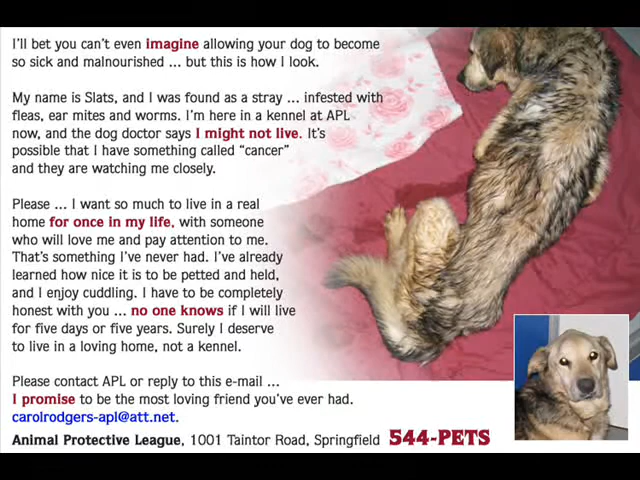 I'll bet you can't even imagine allowing your dog to become
so sick and malnourished ... but this is how I look.
My name is Slats, and I was found as a stray ... infested with
fleas, ear mites and worms. I'm here in a kennel at APL
now, and the dog doctor says I might not live. It's
possible that I have something called “cancer”
and they are watching me closely.
Please ... I want so much to live in a real
home for once in my life, with someone
who will love me and pay attention to me.
That's something I've never had. I've already
learned how nice it is to be petted and held,
and I enjoy cuddling. I have to be completely
honest with you ... no one knows if I will live
for five days or five years. Surely I deserve
to live in a loving home, not a kennel.
Please contact APL or reply to this e-mail ...
I promise to be the most loving friend you've ever had.
carolrodgers-apl@att.net.
Animal Protective League, 1001 Taintor Road, Springfield 544-PETS